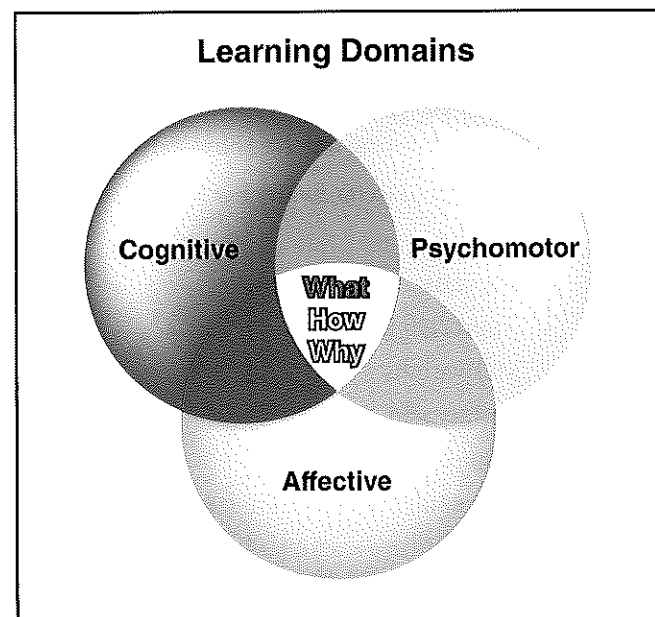 Learning Domains
Cognitive
Psychomotor
What
How
Why
Affective